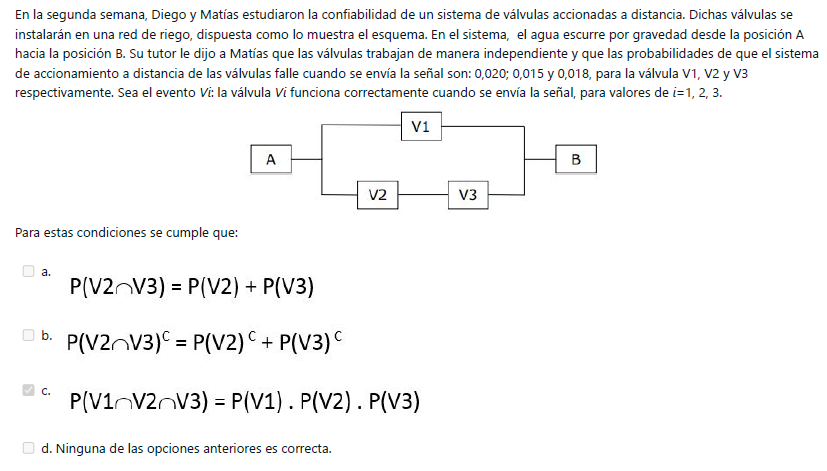 En la segunda semana, Diego y Matías estudiaron la confiabilidad de un sistema de válvulas accionadas a distancia. Dichas válvulas se
instalarán en una red de riego, dispuesta como lo muestra el esquema. En el sistema, el agua escurre por gravedad desde la posición A
hacia la posición B. Su tutor le dijo a Matías que las válvulas trabajan de manera independiente y que las probabilidades de que el sistema
de accionamiento a distancia de las válvulas falle cuando se envía la señal son: 0,020; 0,015 y 0,018, para la válvula V1, V2 y V3
respectivamente. Sea el evento Vi: la válvula Vi funciona correctamente cuando se envía la señal, para valores de i=1, 2, 3.
V1
A
B
V2
V3
Para estas condiciones se cumple que:
a. P(V2∩V3) = P(V2) + P(V3)
b. P(V2∩V3)ᶜ = P(V2)ᶜ + P(V3)ᶜ
c. P(V1∩V2∩V3) = P(V1) . P(V2) . P(V3)
d. Ninguna de las opciones anteriores es correcta.